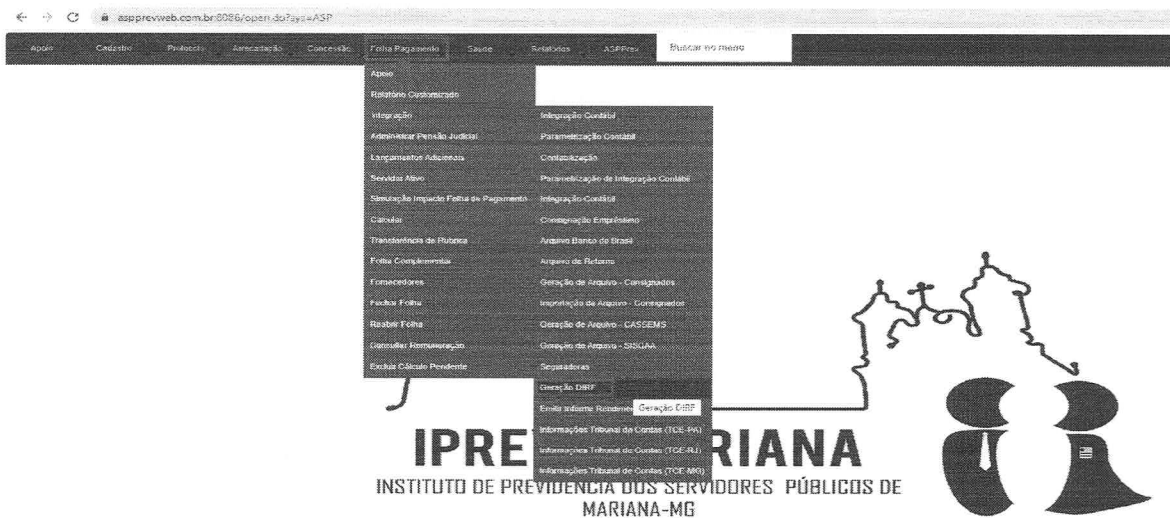 aspprevweb.com.br:8086/open.do?sys=ASP
Apoio Cadastro Protocolo Arrecadação Concessão Folha Pagamento Saude Relatórios ASPPrev Buscar no menu
Apoio
Relatório Customizado
Integração
Administrar Pensão Judicial
Lançamentos Adicionais
Servidor Ativo
Simulação Impacto Folha de Pagamento
Calcular
Transferência de Rubrica
Folha Complementar
Fornecedores
Fechar Folha
Reabrir Folha
Consultar Remuneração
Excluir Cálculo Pendente
Integração Contábil
Parametrização Contábil
Contabilização
Parametrização de Integração Contábil
Integração Contábil
Consignação Empréstimo
Arquivo Banco do Brasil
Arquivo de Retorno
Geração de Arquivo - Consignados
Importação de Arquivo - Consignados
Geração de Arquivo - CASSEMS
Geração de Arquivo - SISGAA
Seguradoras
Geração DIRF
Emitir Informe Rendime
Geração DIRF
Informações Tribunal de Contas (TCE-PA)
Informações Tribunal de Contas (TCE-RJ)
Informações Tribunal de Contas (TCE-MG)
IPRE RIANA
INSTITUTO DE PREVIDÊNCIA DOS SERVIDORES PÚBLICOS DE
MARIANA-MG